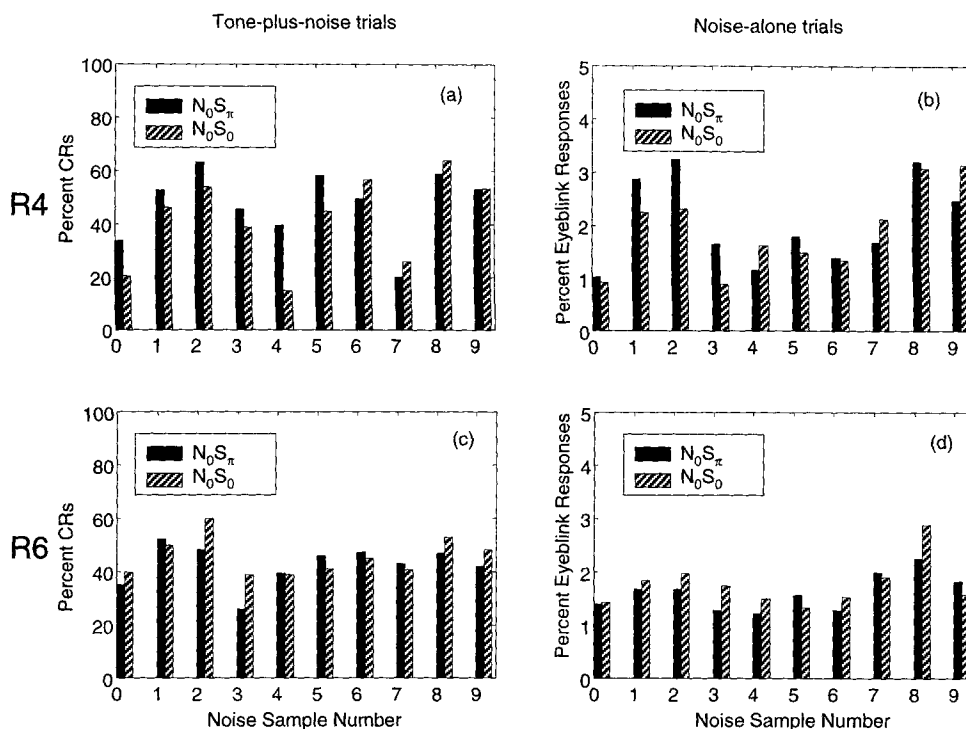 Tone-plus-noise trials
Noise-alone trials
R4
Percent CRs
100
80
60
40
20
0
(a)
N₀Sπ
N₀S₀
0 1 2 3 4 5 6 7 8 9
Percent Eyeblink Responses
5
4
3
2
1
0
(b)
N₀Sπ
N₀S₀
0 1 2 3 4 5 6 7 8 9
R6
Percent CRs
100
80
60
40
20
0
(c)
N₀Sπ
N₀S₀
0 1 2 3 4 5 6 7 8 9
Noise Sample Number
Percent Eyeblink Responses
5
4
3
2
1
0
(d)
N₀Sπ
N₀S₀
0 1 2 3 4 5 6 7 8 9
Noise Sample Number